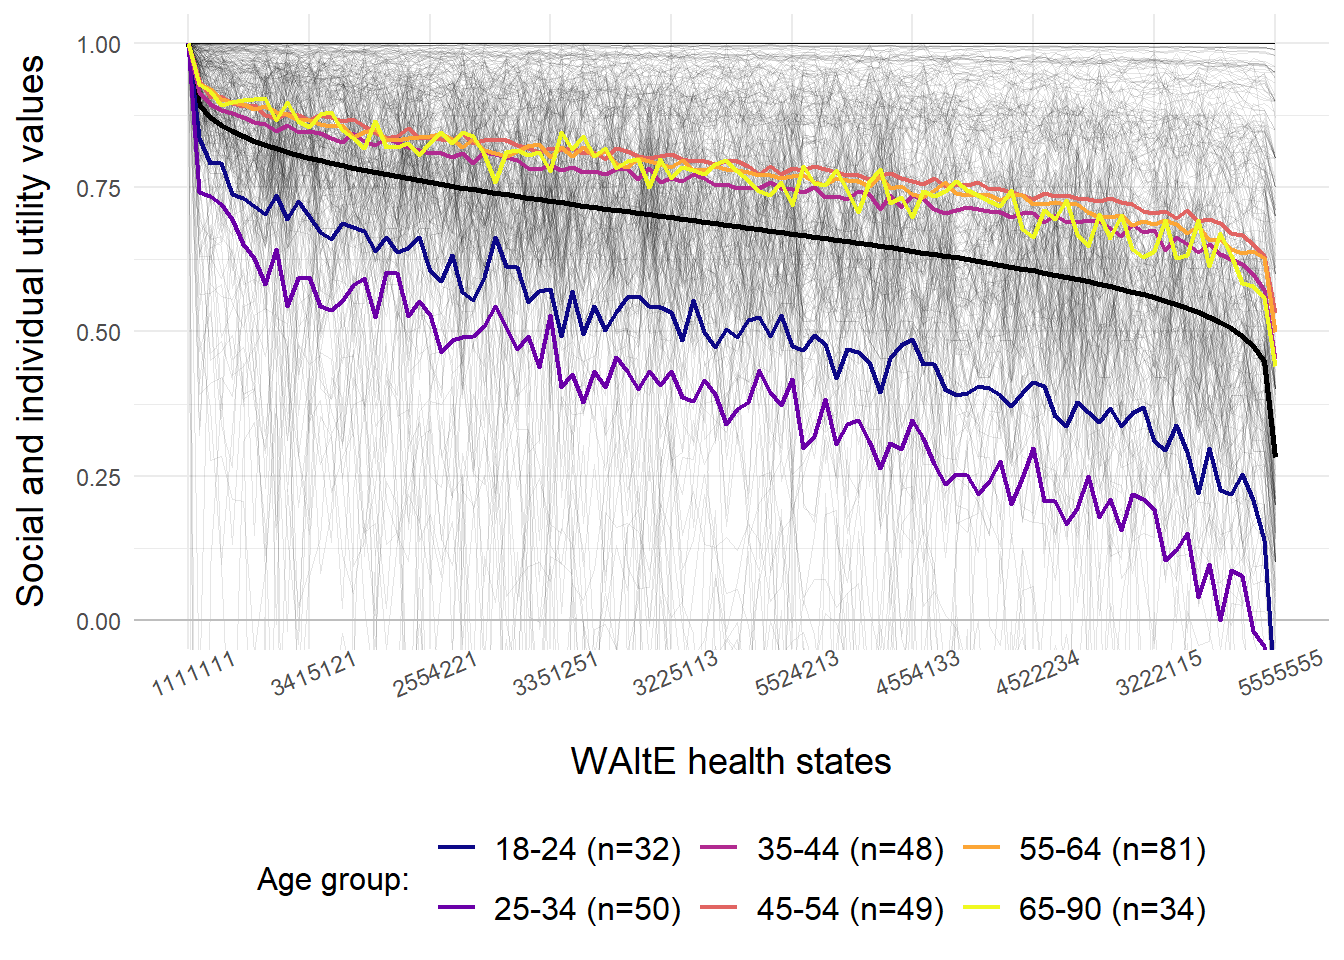 Social and individual utility values
1.00
0.75
0.50
0.25
0.00
1111111
3415121
2554221
3351251
3225113
5524213
4554133
4522234
3222115
5555555
WAItE health states
Age group:
18-24 (n=32)
35-44 (n=48)
55-64 (n=81)
25-34 (n=50)
45-54 (n=49)
65-90 (n=34)